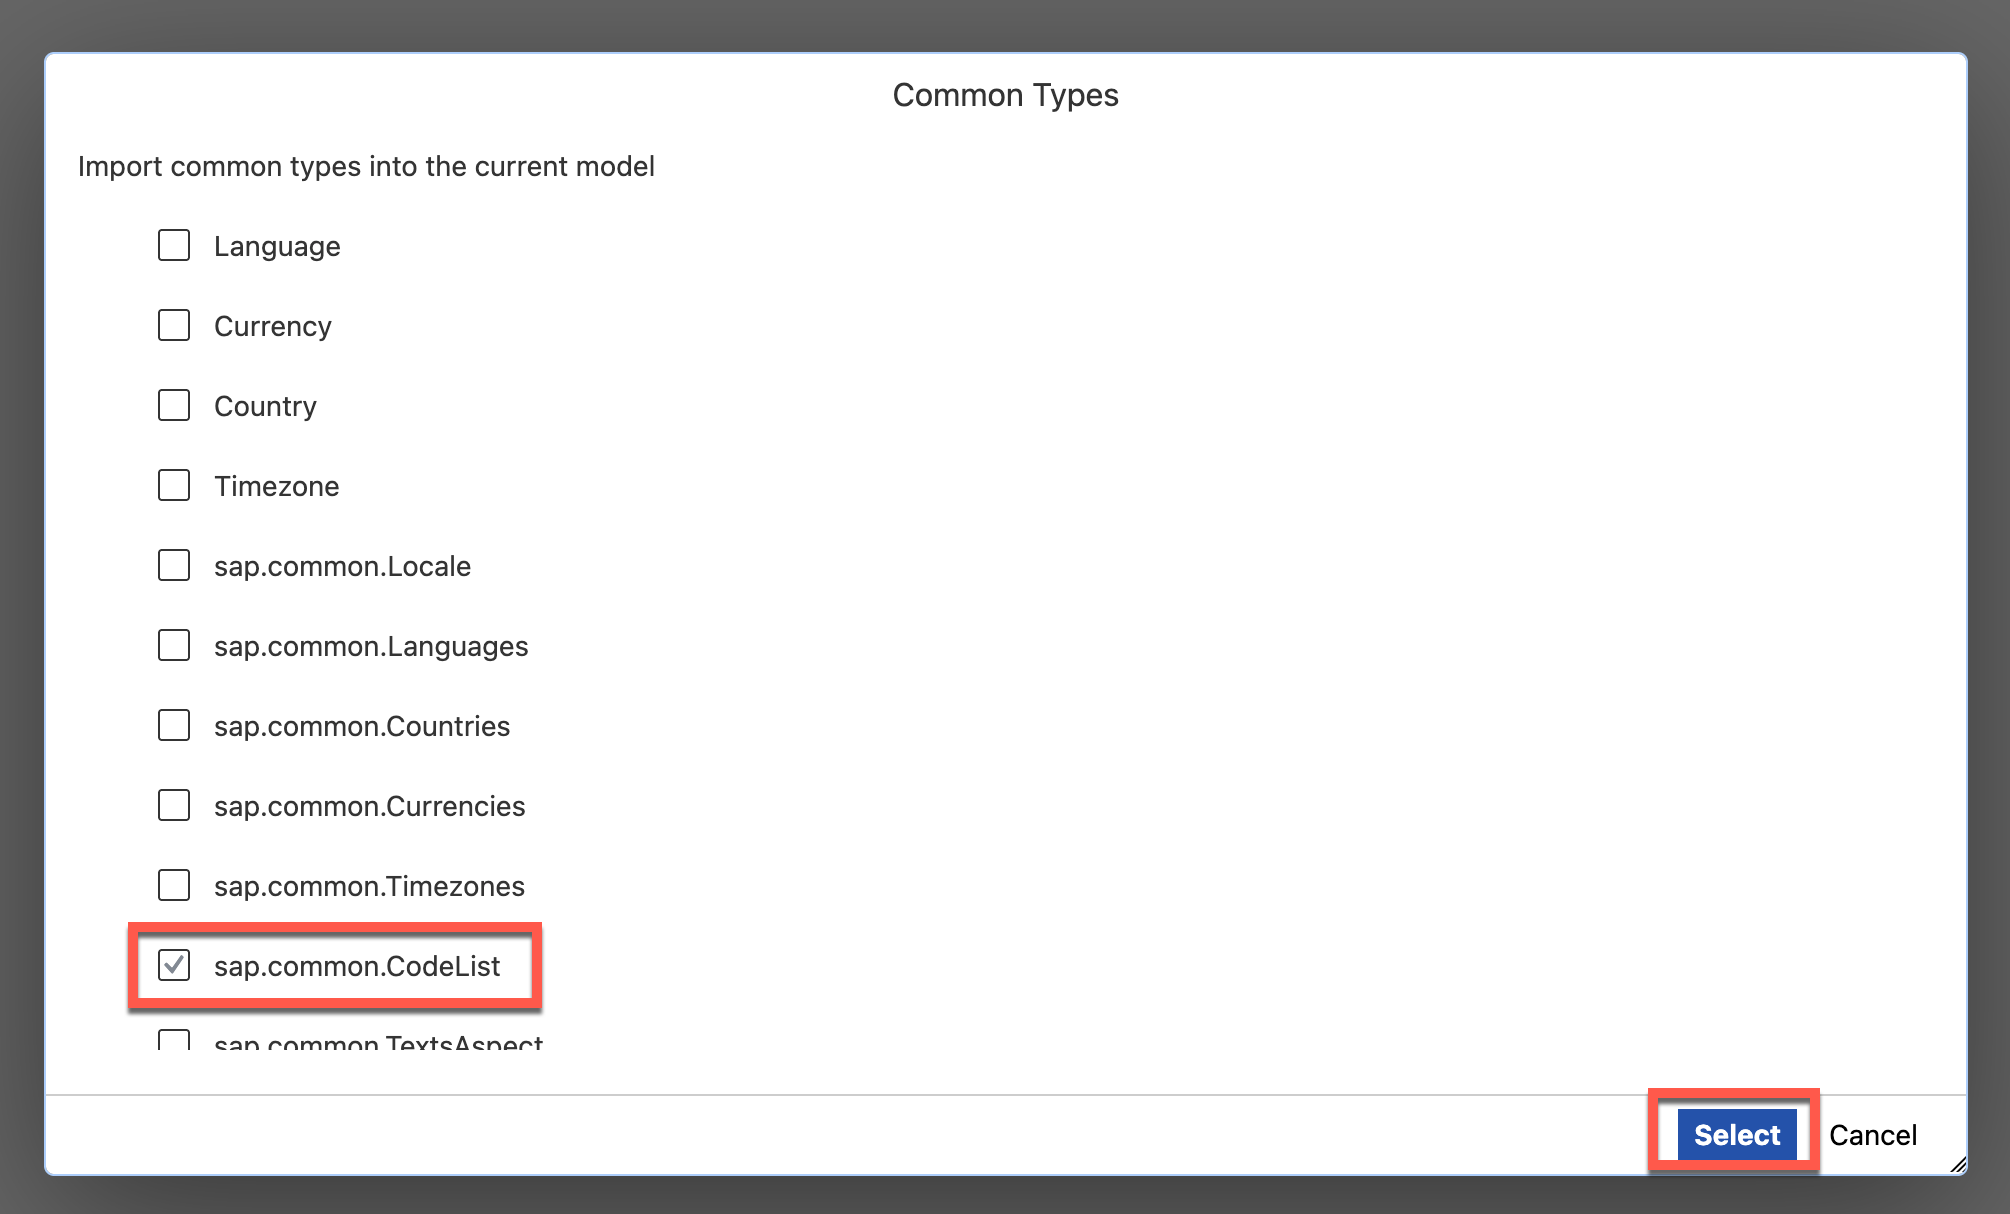 Common Types
Import common types into the current model
Language
Currency
Country
Timezone
sap.common.Locale
sap.common.Languages
sap.common.Countries
sap.common.Currencies
sap.common.Timezones
sap.common.CodeList
sap.common.TextsAspect
Select Cancel